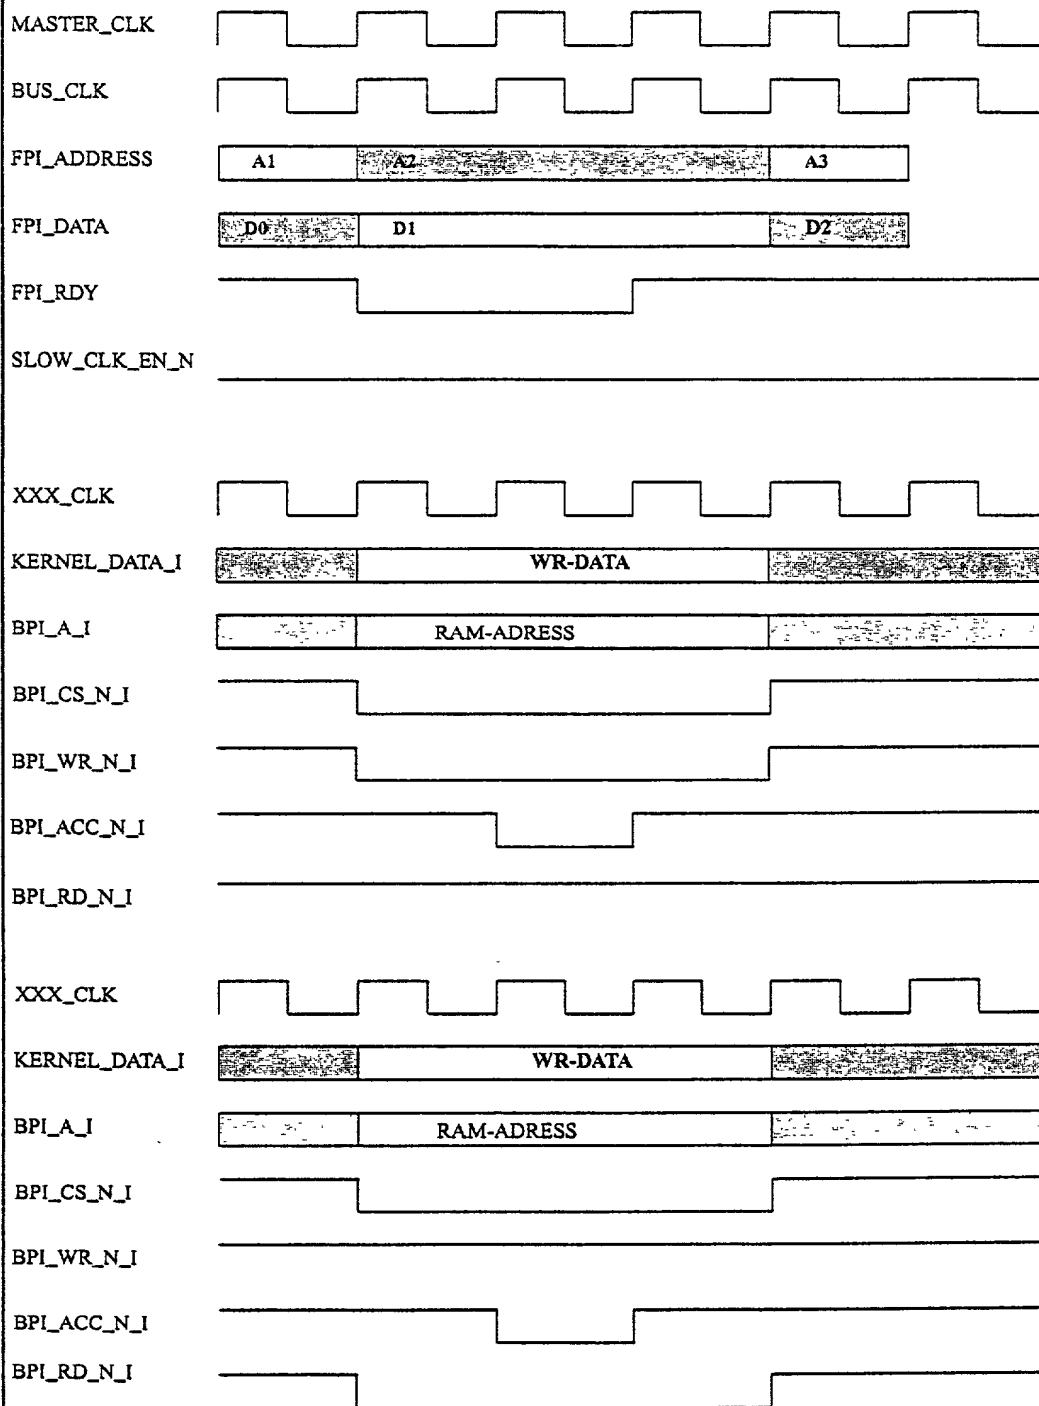 MASTER_CLK
BUS_CLK
FPI_ADDRESS A1 A2 A3
FPI_DATA D0 D1 D2
FPI_RDY
SLOW_CLK_EN_N
XXX_CLK
KERNEL_DATA_I WR-DATA
BPI_A_I RAM-ADRESS
BPI_CS_N_I
BPI_WR_N_I
BPI_ACC_N_I
BPI_RD_N_I
XXX_CLK
KERNEL_DATA_I WR-DATA
BPI_A_I RAM-ADRESS
BPI_CS_N_I
BPI_WR_N_I
BPI_ACC_N_I
BPI_RD_N_I